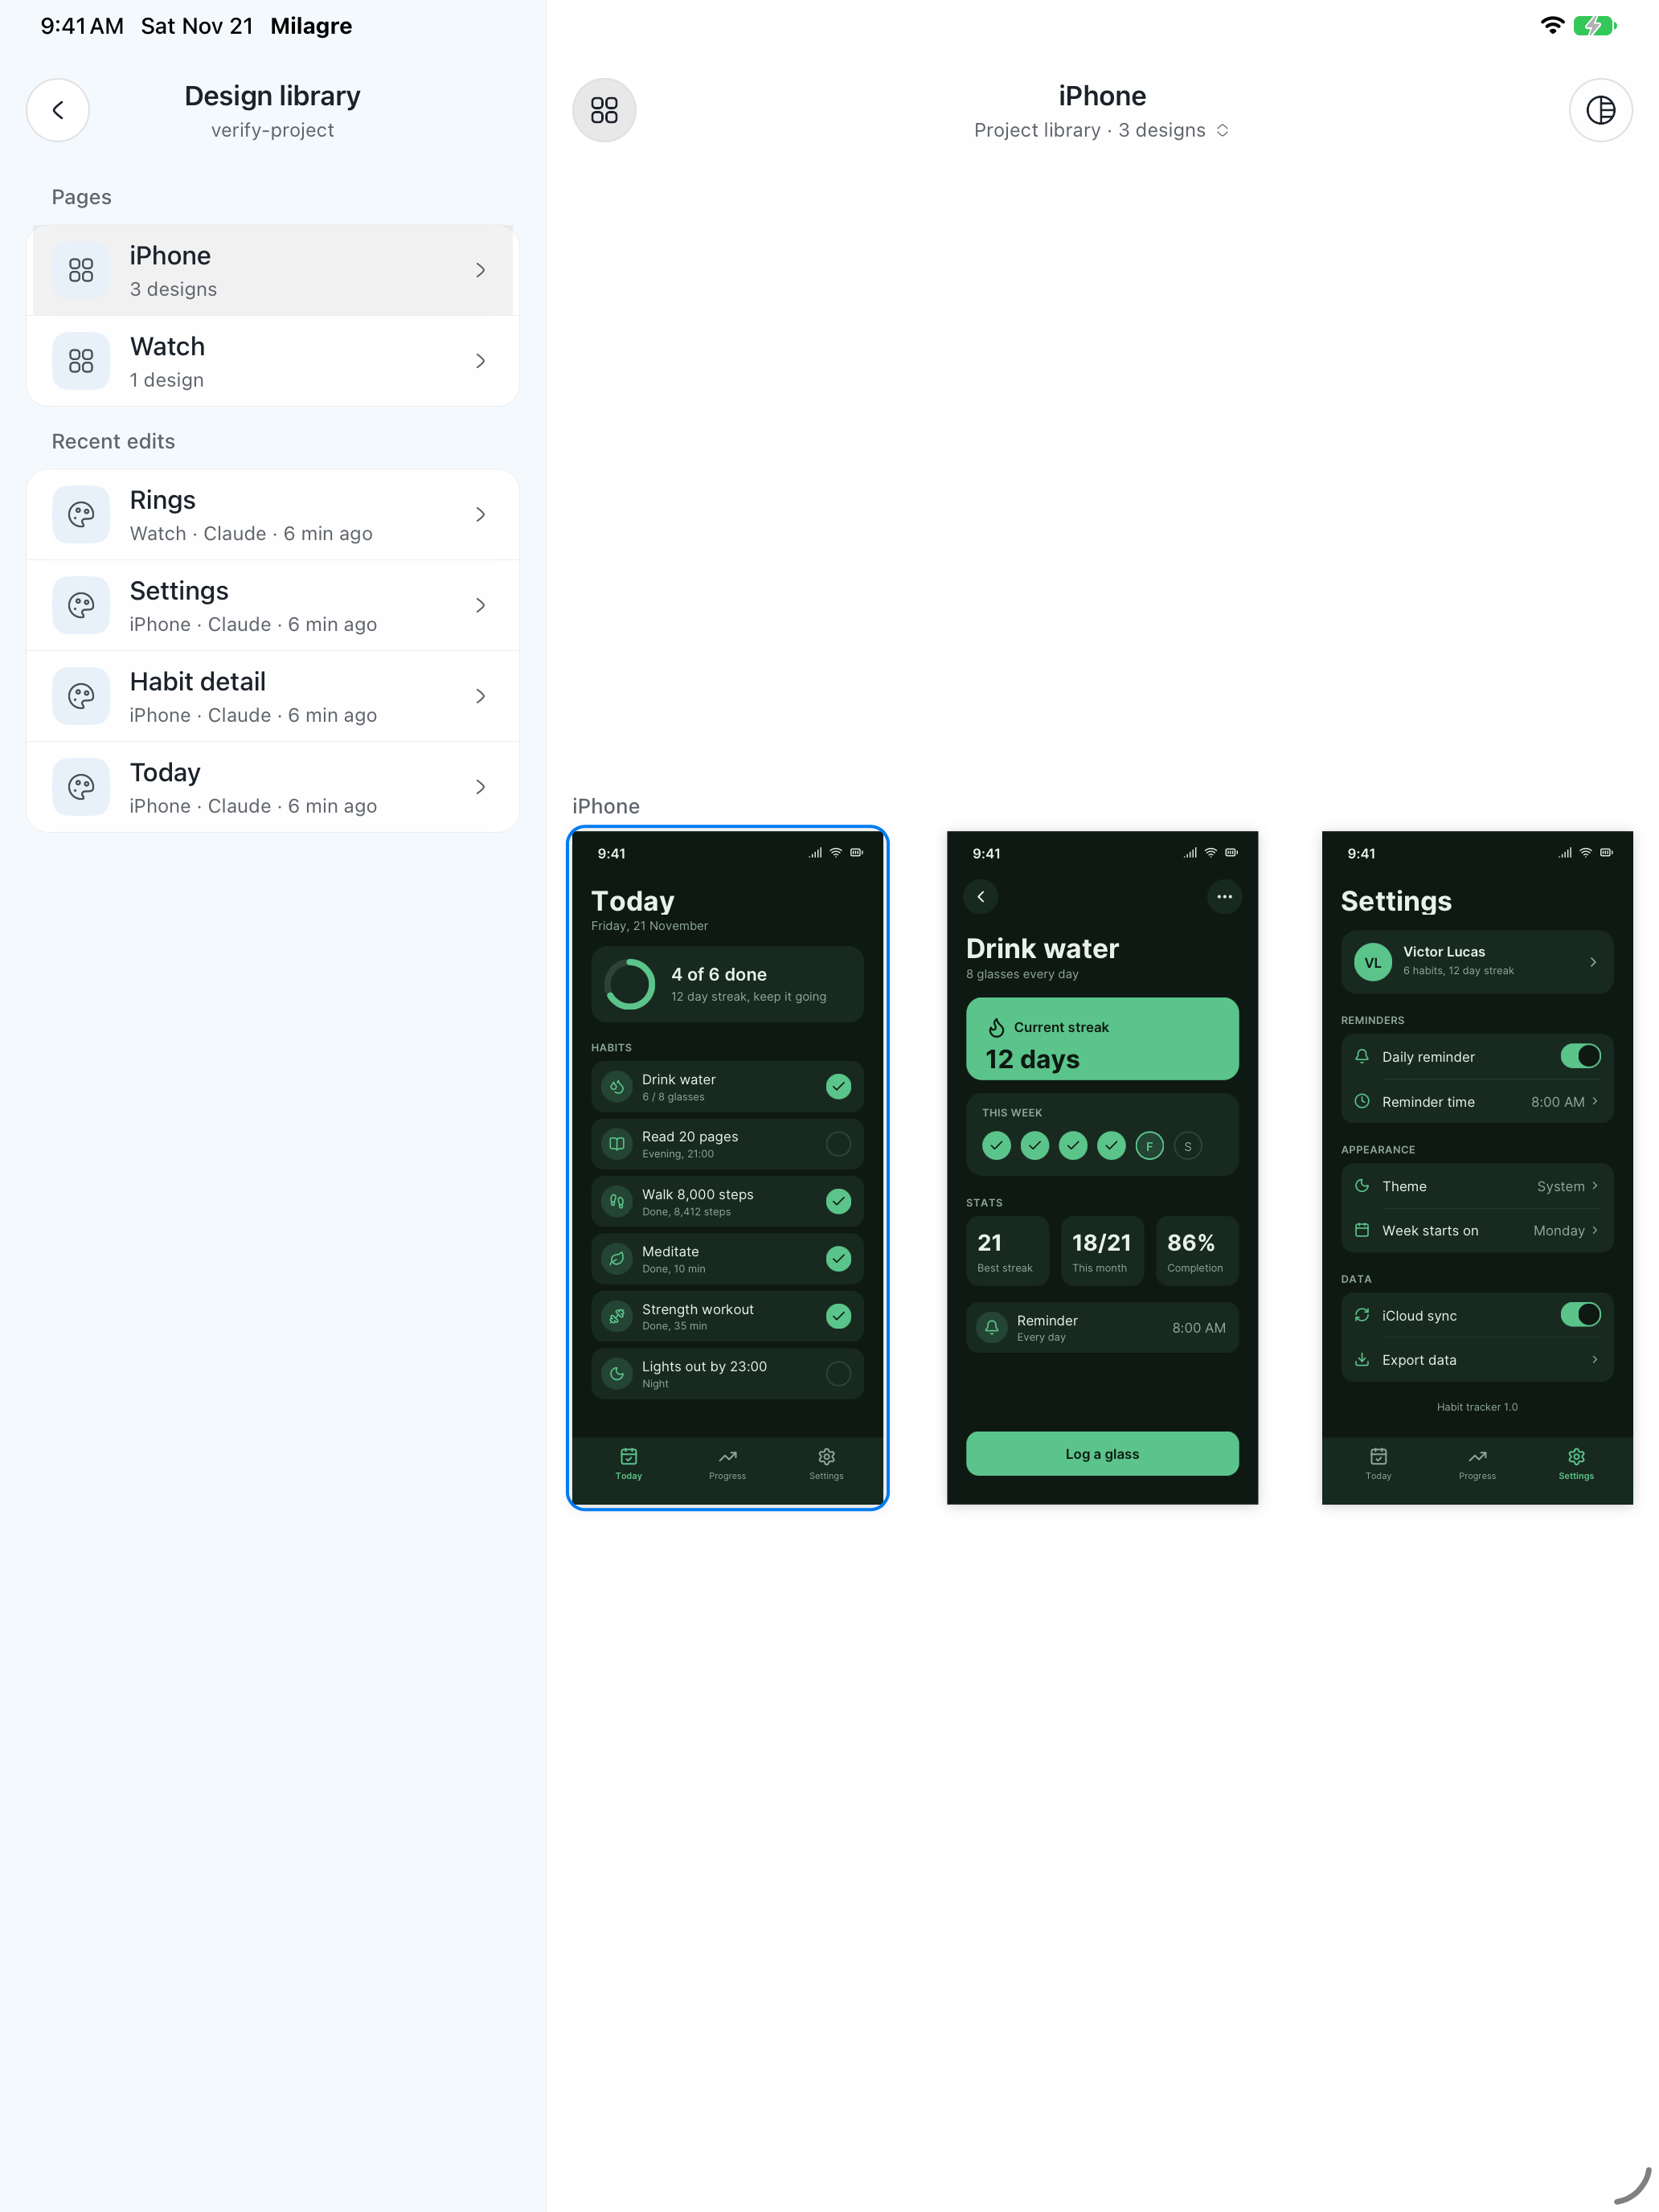 9:41 AM Sat Nov 21 Milagre
Design library
verify-project
Pages
iPhone
3 designs
Watch
1 design
Recent edits
Rings
Watch · Claude · 6 min ago
Settings
iPhone · Claude · 6 min ago
Habit detail
iPhone · Claude · 6 min ago
Today
iPhone · Claude · 6 min ago
iPhone
Project library · 3 designs
iPhone
9:41
Today
Friday, 21 November
4 of 6 done
12 day streak, keep it going
HABITS
Drink water
6 / 8 glasses
Read 20 pages
Evening, 21:00
Walk 8,000 steps
Done, 8,412 steps
Meditate
Done, 10 min
Strength workout
Done, 35 min
Lights out by 23:00
Night
Today Progress Settings
9:41
Drink water
8 glasses every day
Current streak
12 days
THIS WEEK
F S
STATS
21 18/21 86%
Best streak This month Completion
Reminder
Every day
8:00 AM
Log a glass
9:41
Settings
VL
Victor Lucas
6 habits, 12 day streak
REMINDERS
Daily reminder
Reminder time 8:00 AM
APPEARANCE
Theme System
Week starts on Monday
DATA
iCloud sync
Export data
Habit tracker 1.0
Today Progress Settings